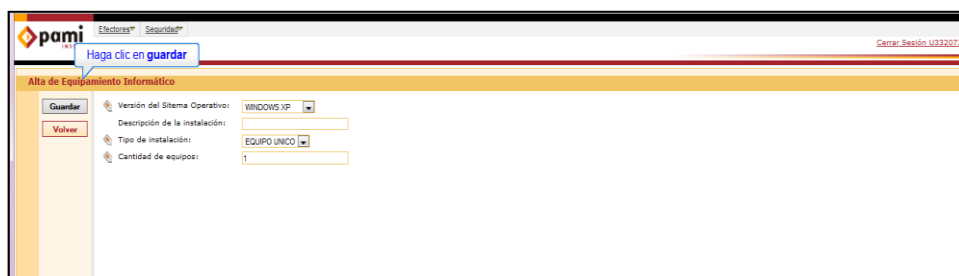 pami
Efectores Seguridad
Cerrar Sesión U33207
Haga clic en guardar
Alta de Equipamiento Informático
Guardar
Versión del Sitema Operativo: WINDOWS XP
Descripción de la instalación:
Volver
Tipo de instalación: EQUIPO UNICO
Cantidad de equipos: 1